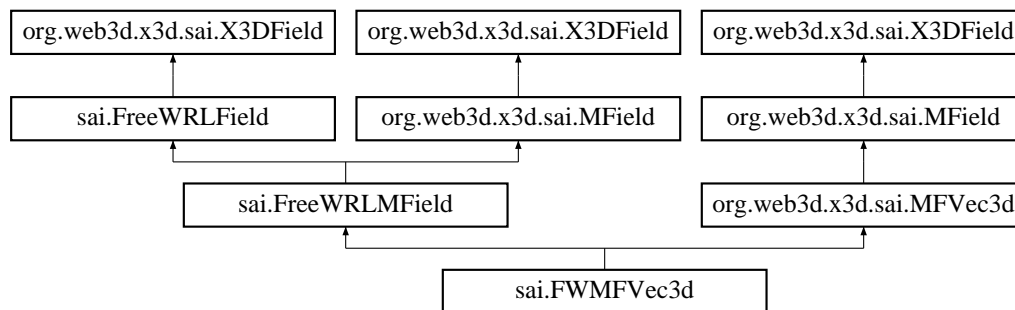 org.web3d.x3d.sai.X3DField
org.web3d.x3d.sai.X3DField
org.web3d.x3d.sai.X3DField
sai.FreeWRLField
org.web3d.x3d.sai.MField
org.web3d.x3d.sai.MField
sai.FreeWRLMField
org.web3d.x3d.sai.MFVec3d
sai.FWMFVec3d